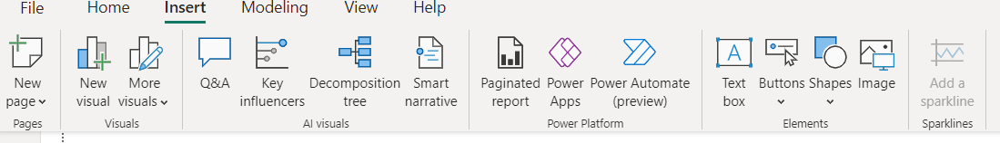 File Home Insert Modeling View Help
New page
New visual
More visuals
Q&A
Key influencers
Decomposition tree
Smart narrative
Paginated report
Power Apps
Power Automate (preview)
A
Text box
Buttons
Shapes
Image
Add a sparkline
Pages Visuals AI visuals Power Platform Elements Sparklines